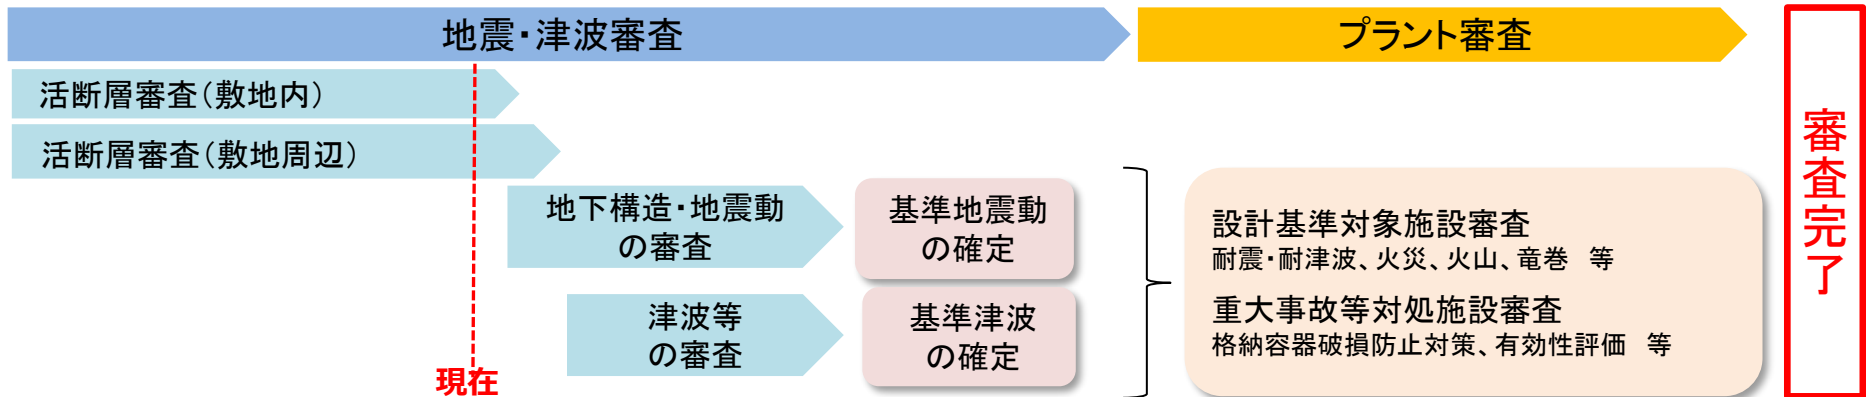 地震・津波審査
プラント審査
活断層審査(敷地内)
活断層審査(敷地周辺)
地下構造・地震動
の審査
基準地震動
の確定
津波等
の審査
基準津波
の確定
現在
設計基準対象施設審査
耐震・耐津波、火災、火山、竜巻　等
重大事故等対処施設審査
格納容器破損防止対策、有効性評価　等
審査完了